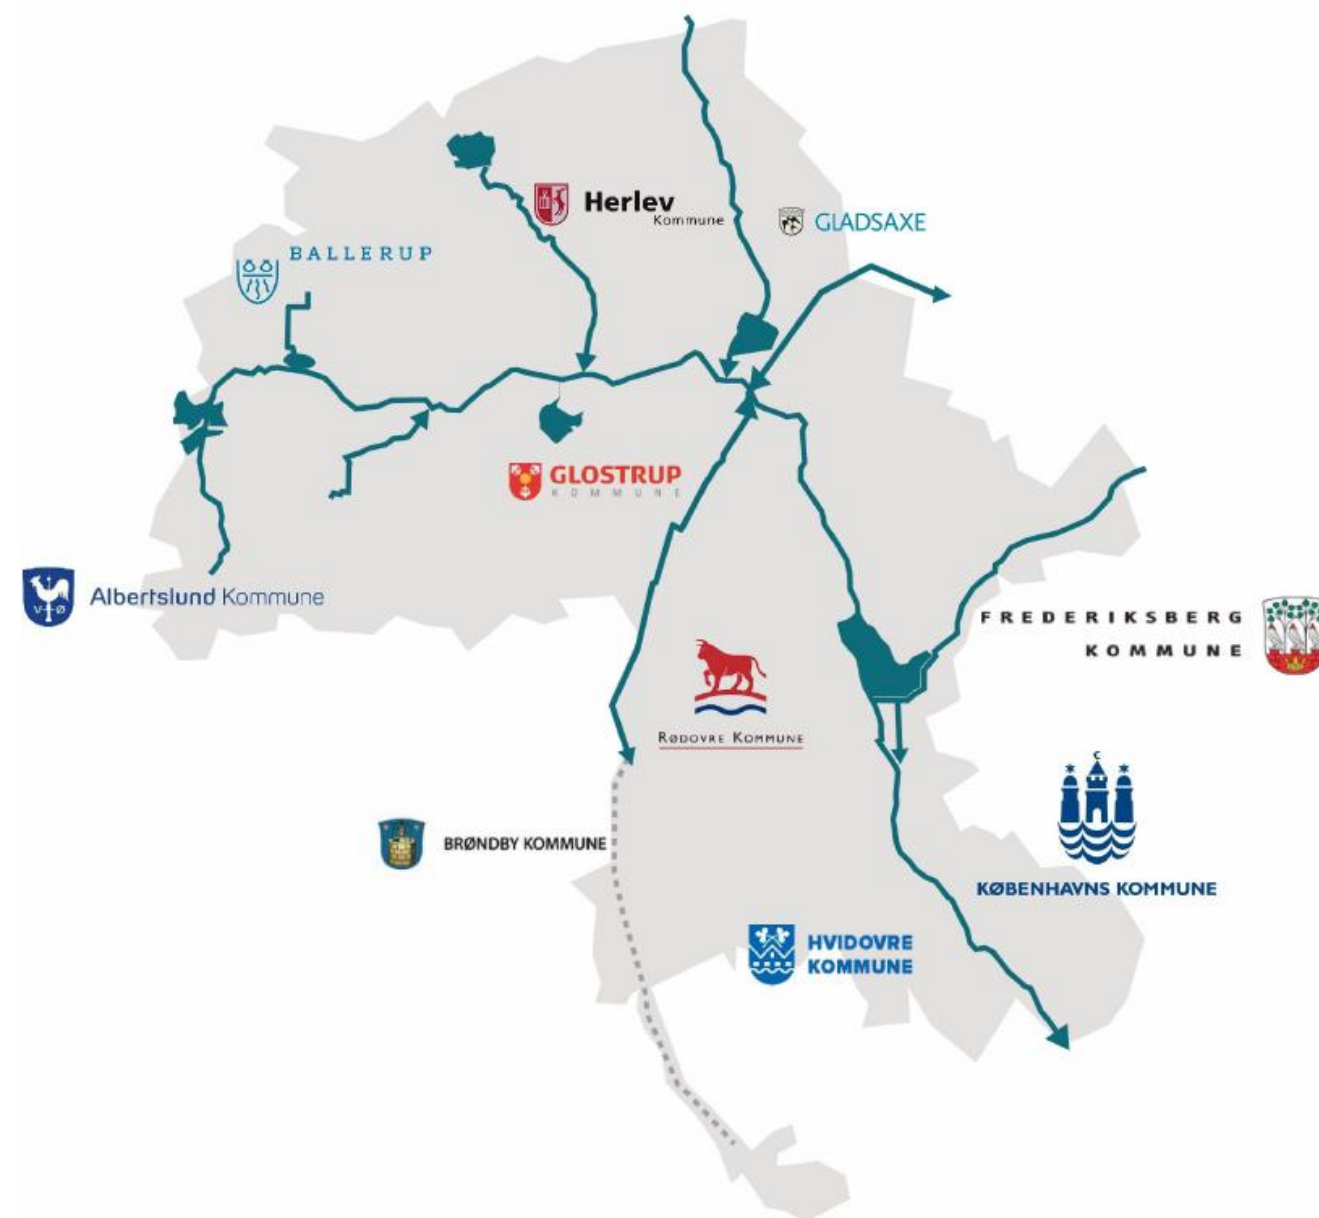 Herlev
Kommune
GLADSAXE
BALLERUP
GLOSTRUP
KOMMUNE
Albertslund Kommune
V Ø
FREDERIKSBERG
KOMMUNE
RØDOVRE KOMMUNE
BRØNDBY KOMMUNE
KØBENHAVNS KOMMUNE
HVIDOVRE
KOMMUNE